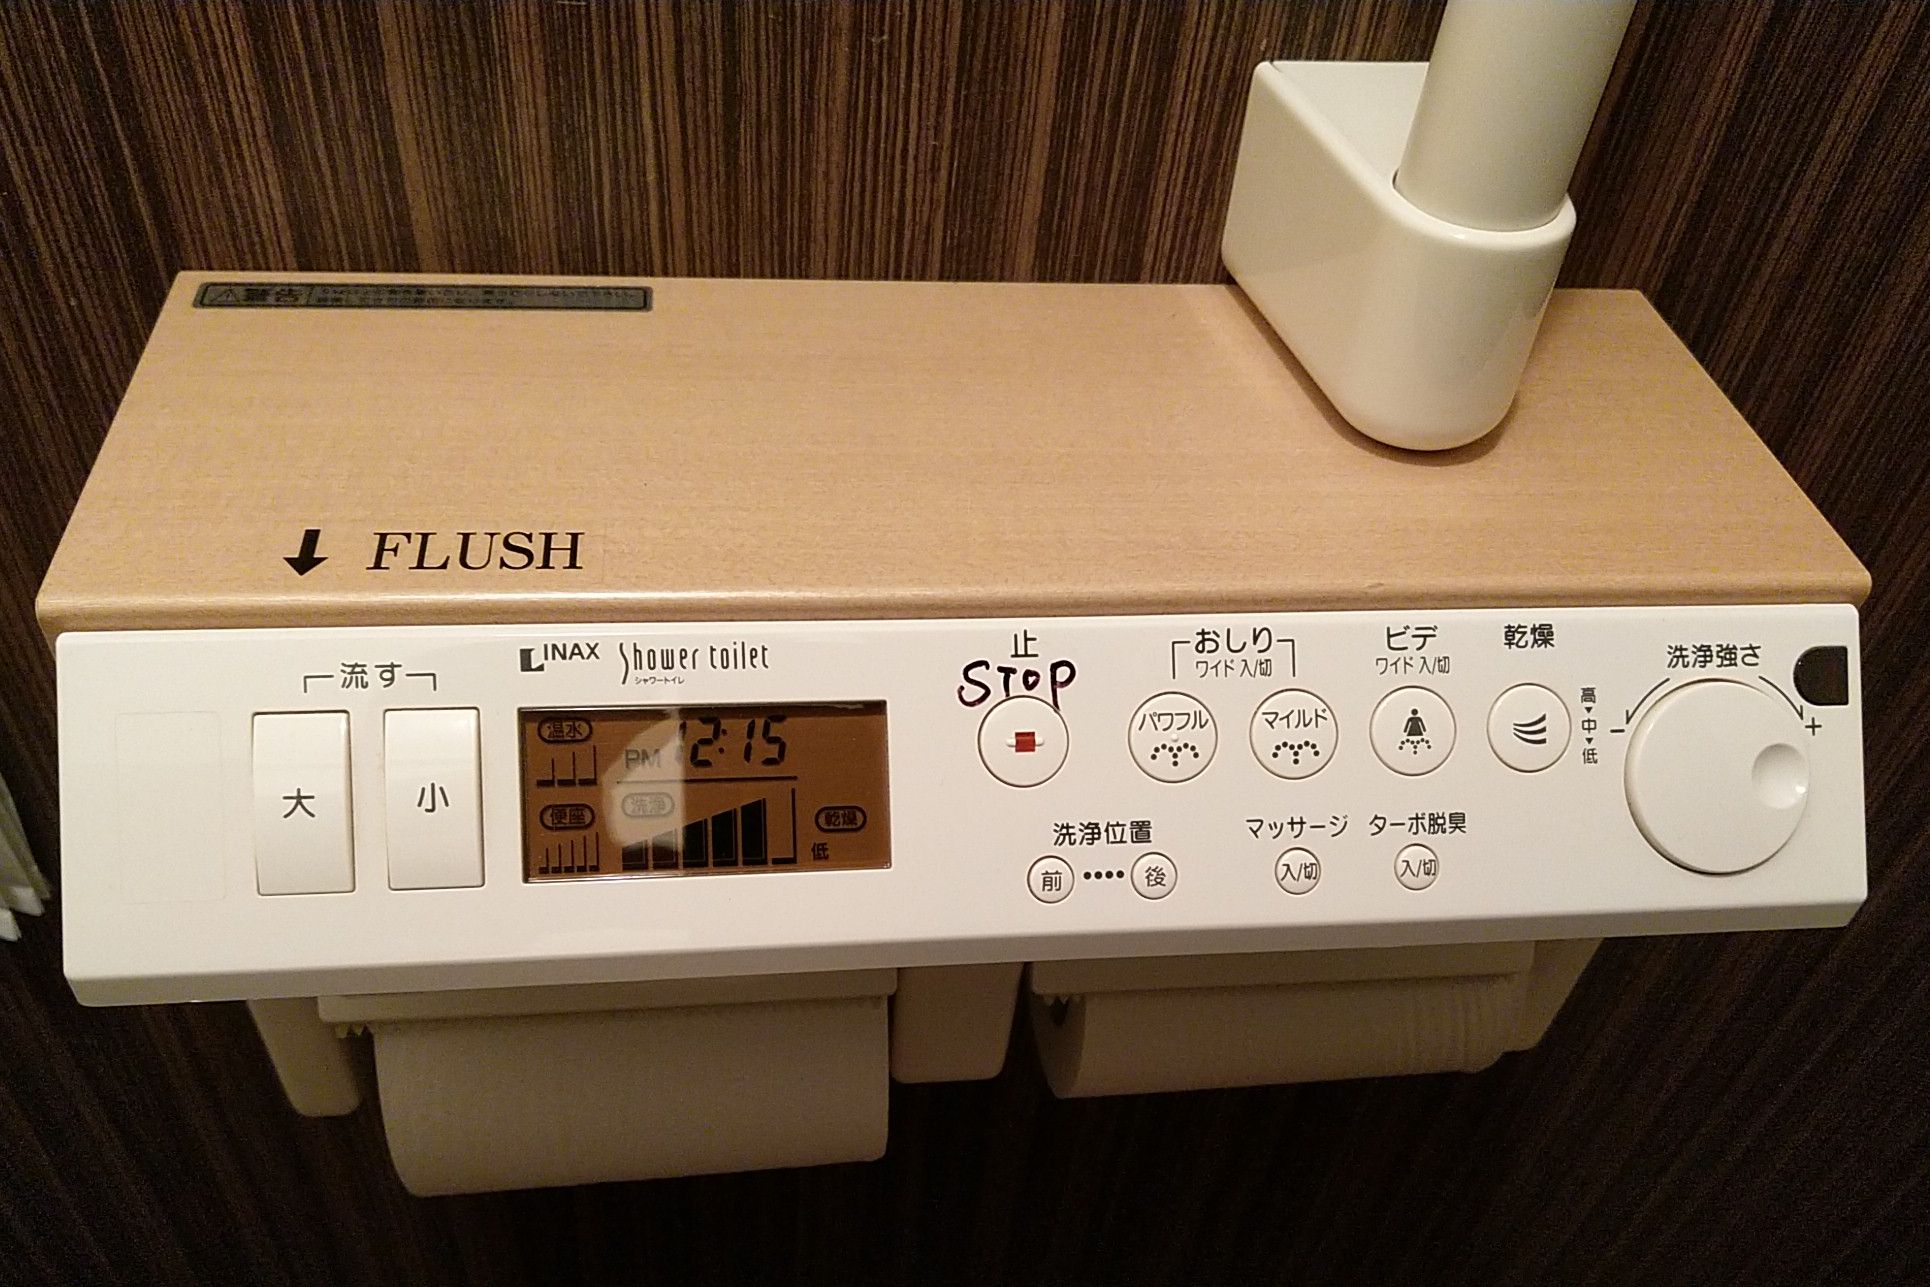 警告
FLUSH
流す
大
小
INAX Shower toilet
シャワートイレ
温水
PM 12:15
洗浄
便座
乾燥
低
止
STOP
おしり
ワイド 入/切
パワフル
マイルド
ビデ
ワイド 入/切
乾燥
高
中
低
洗浄強さ
－
＋
洗浄位置
前
後
マッサージ
入/切
ターボ脱臭
入/切